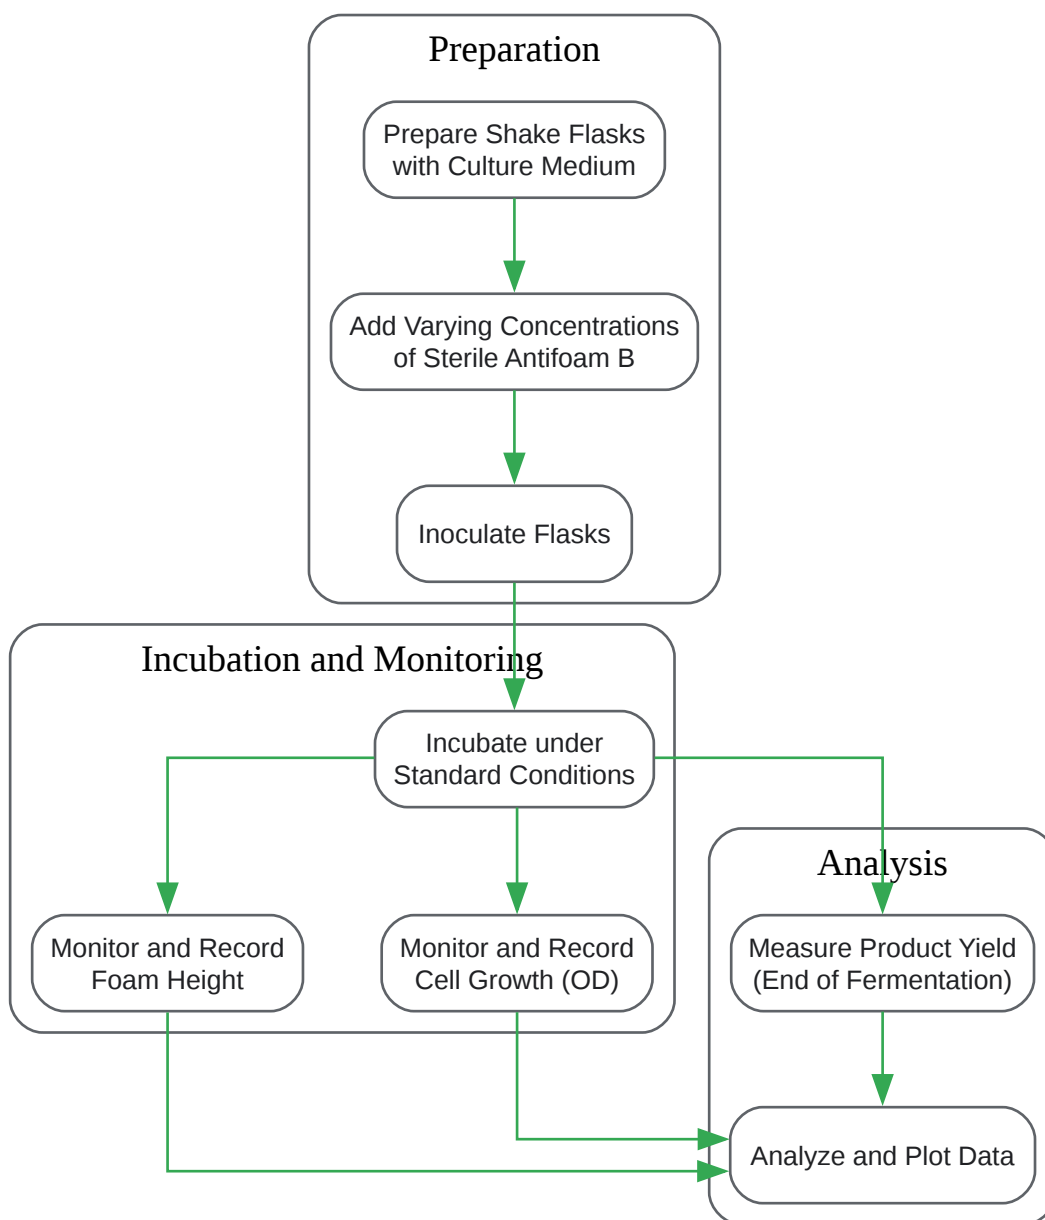 Preparation
Prepare Shake Flasks
with Culture Medium
Add Varying Concentrations
of Sterile Antifoam B
Inoculate Flasks
Incubation and Monitoring
Incubate under
Standard Conditions
Monitor and Record
Foam Height
Monitor and Record
Cell Growth (OD)
Analysis
Measure Product Yield
(End of Fermentation)
Analyze and Plot Data